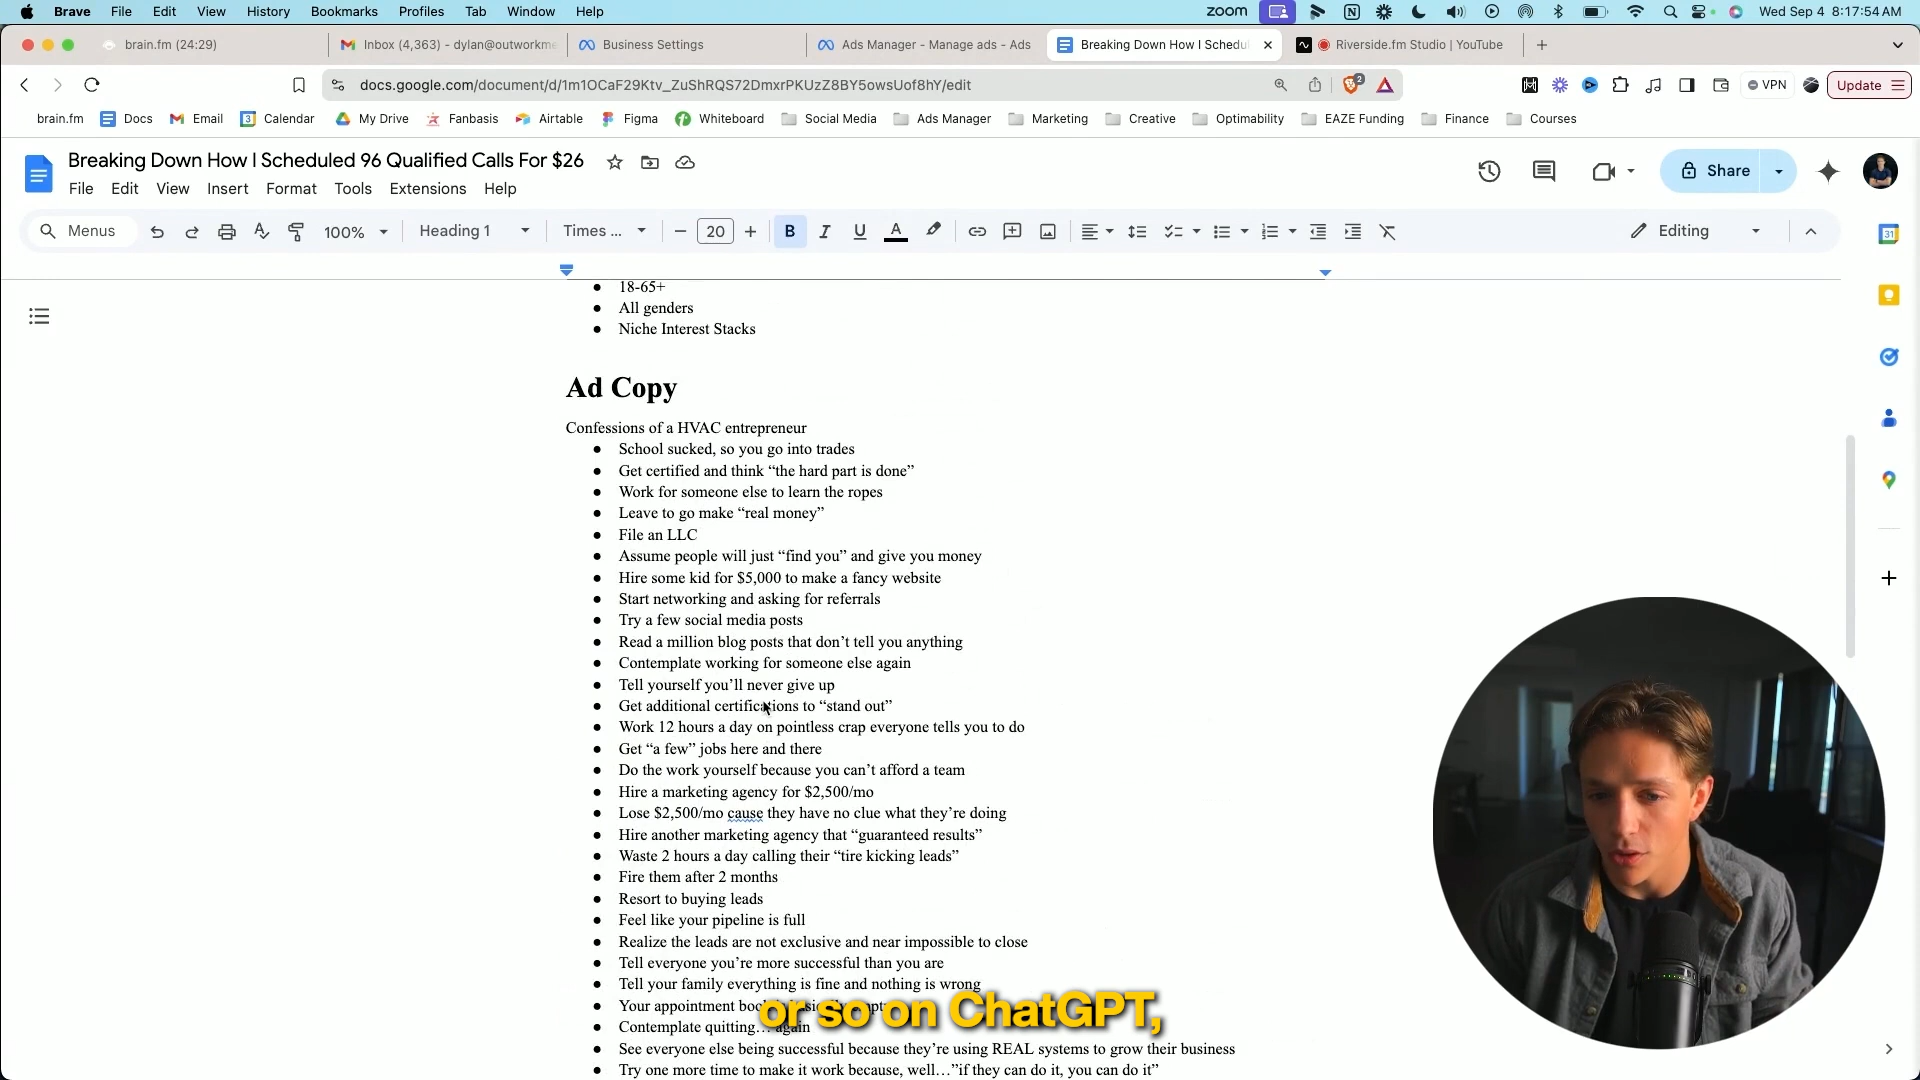 Brave File Edit View History Bookmarks Profiles Tab Window Help zoom Wed Sep 4 8:17:54 AM
brain.fm (24:29) Inbox (4,363) - dylan@outworkme Business Settings Ads Manager - Manage ads - Ads Breaking Down How I Schedul Riverside.fm Studio | YouTube
docs.google.com/document/d/1m1OCaF29Ktv_ZuShRQS72DmxrPKUzZ8BY5owsUof8hY/edit 2 VPN Update
brain.fm Docs Email Calendar My Drive Fanbasis Airtable Figma Whiteboard Social Media Ads Manager Marketing Creative Optimability EAZE Funding Finance Courses
Breaking Down How I Scheduled 96 Qualified Calls For $26
File Edit View Insert Format Tools Extensions Help
Share
Menus 100% Heading 1 Times ... 20 B I U A Editing
● 18-65+
● All genders
● Niche Interest Stacks
Ad Copy
Confessions of a HVAC entrepreneur
● School sucked, so you go into trades
● Get certified and think “the hard part is done”
● Work for someone else to learn the ropes
● Leave to go make “real money”
● File an LLC
● Assume people will just “find you” and give you money
● Hire some kid for $5,000 to make a fancy website
● Start networking and asking for referrals
● Try a few social media posts
● Read a million blog posts that don’t tell you anything
● Contemplate working for someone else again
● Tell yourself you’ll never give up
● Get additional certifications to “stand out”
● Work 12 hours a day on pointless crap everyone tells you to do
● Get “a few” jobs here and there
● Do the work yourself because you can’t afford a team
● Hire a marketing agency for $2,500/mo
● Lose $2,500/mo cause they have no clue what they’re doing
● Hire another marketing agency that “guaranteed results”
● Waste 2 hours a day calling their “tire kicking leads”
● Fire them after 2 months
● Resort to buying leads
● Feel like your pipeline is full
● Realize the leads are not exclusive and near impossible to close
● Tell everyone you’re more successful than you are
● Tell your family everything is fine and nothing is wrong
● Your appointment
or so on ChatGPT,
● Contemplate quitting… again
● See everyone else being successful because they’re using REAL systems to grow their business
● Try one more time to make it work because, well…”if they can do it, you can do it”